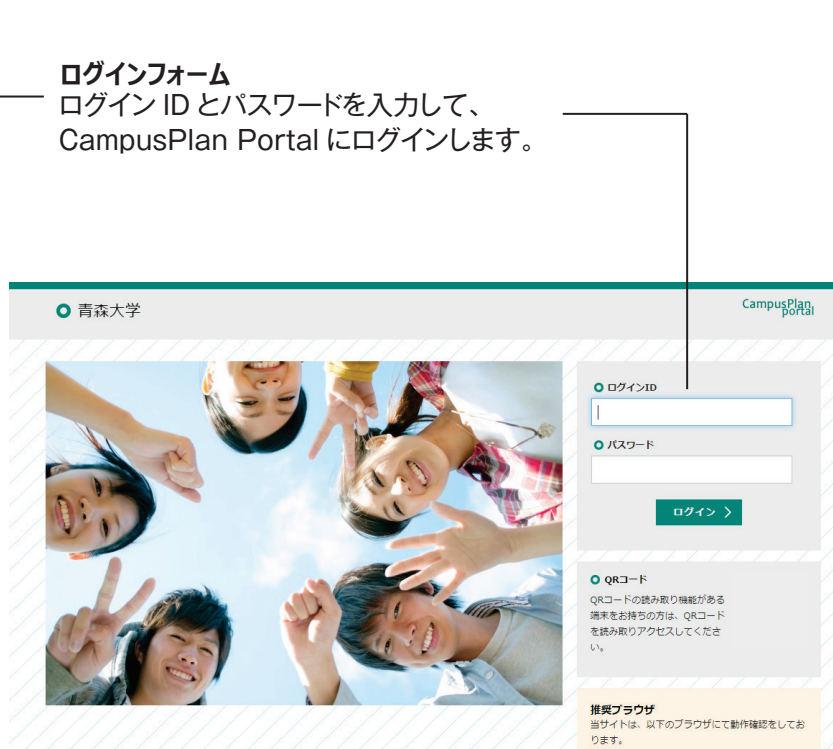 ログインフォーム
ログイン ID とパスワードを入力して、
CampusPlan Portal にログインします。
青森大学
CampusPlan
portal
ログインID
パスワード
ログイン
QRコード
QRコードの読み取り機能がある
端末をお持ちの方は、QRコード
を読み取りアクセスしてくださ
い。
推奨ブラウザ
当サイトは、以下のブラウザにて動作確認をしてお
ります。